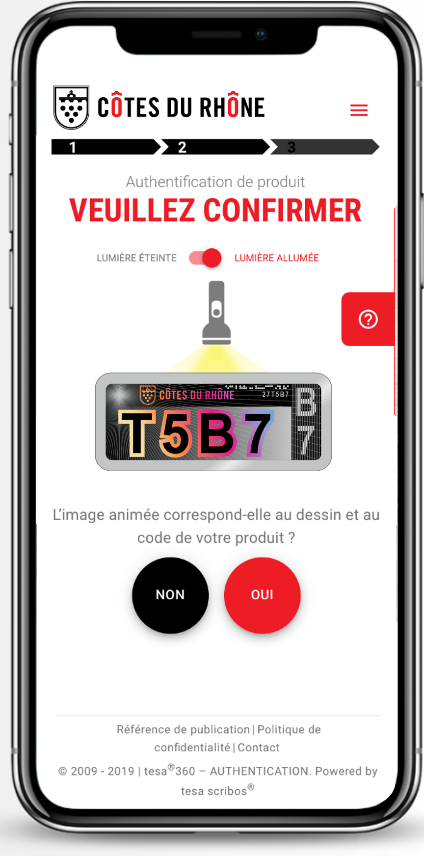 CÔTES DU RHÔNE
1 2 3
Authentification de produit
VEUILLEZ CONFIRMER
LUMIÈRE ÉTEINTE LUMIÈRE ALLUMÉE
CÔTES DU RHÔNE 27T5B7
T5B7
B
7
L'image animée correspond-elle au dessin et au
code de votre produit ?
NON OUI
Référence de publication | Politique de
confidentialité | Contact
© 2009 - 2019 | tesa®360 – AUTHENTICATION. Powered by
tesa scribos®